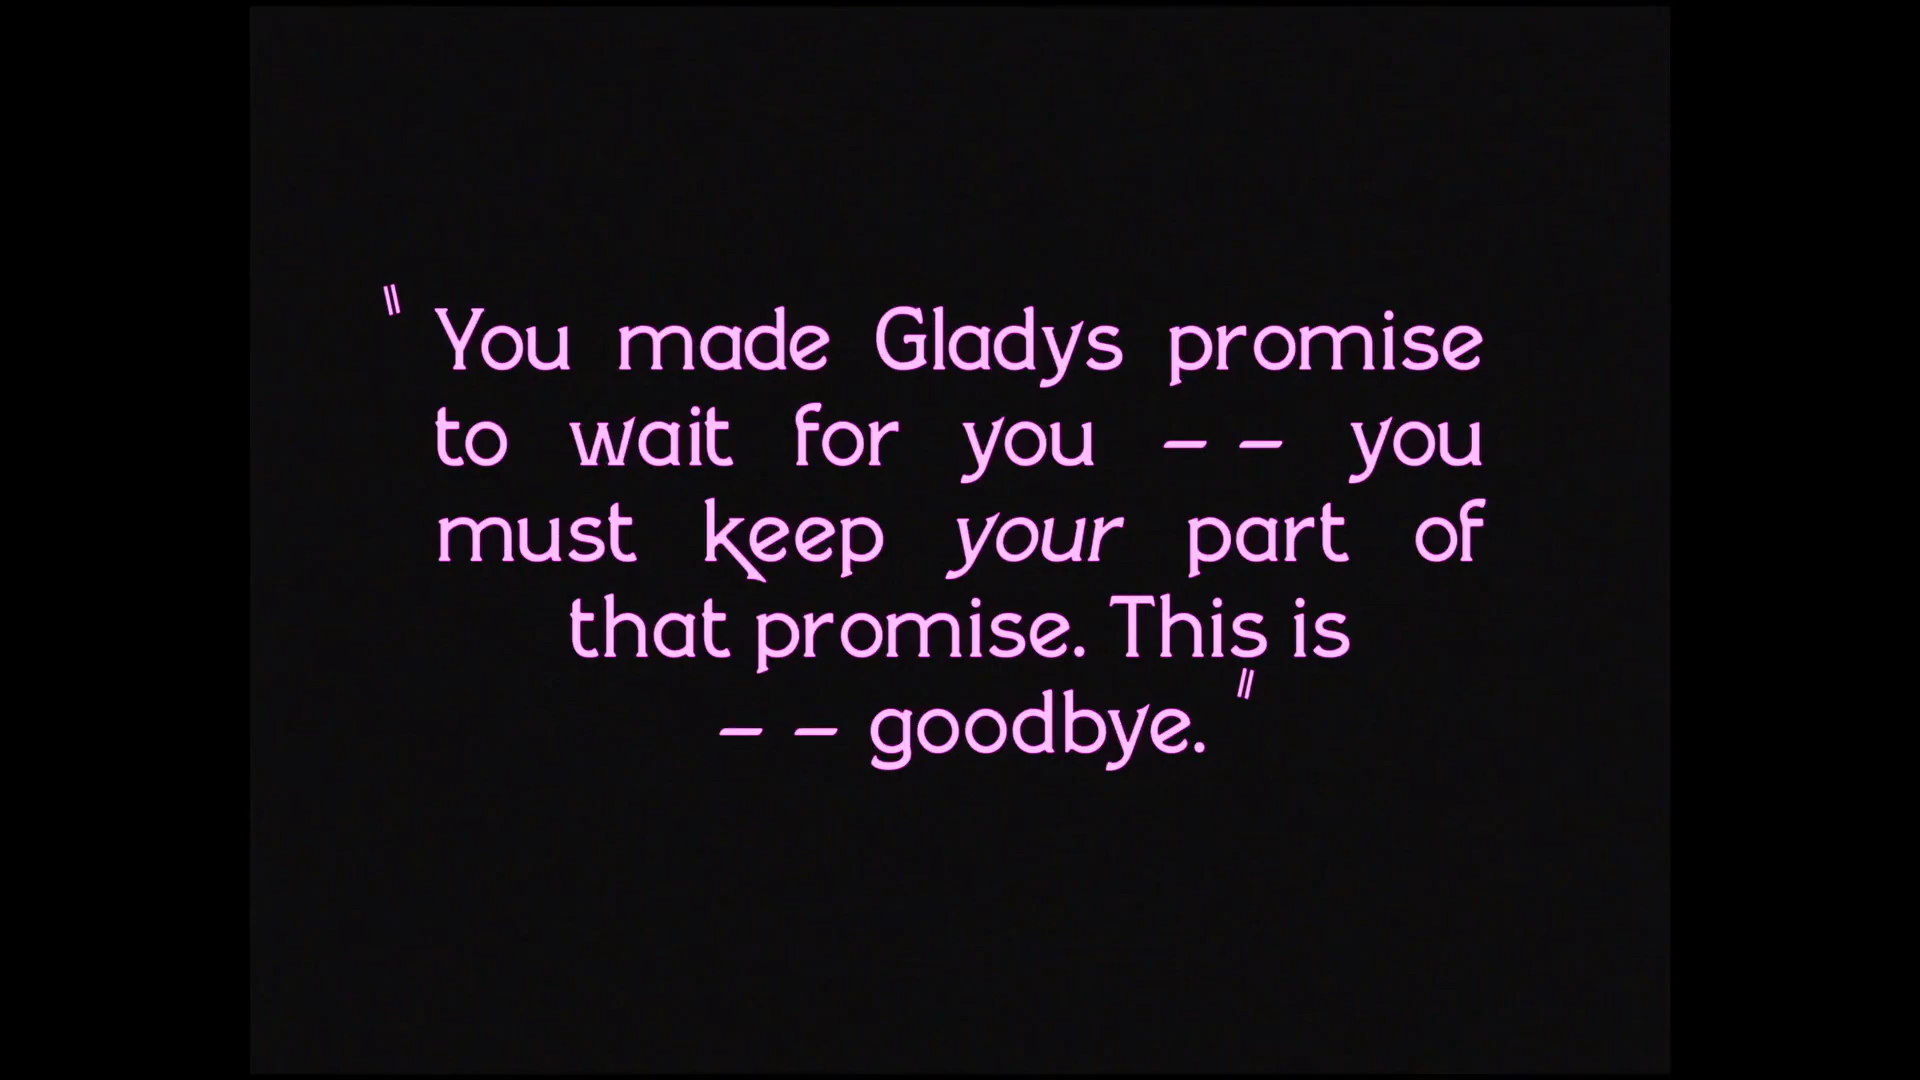 "You made Gladys promise
to wait for you -- you
must keep your part of
that promise. This is
-- goodbye."